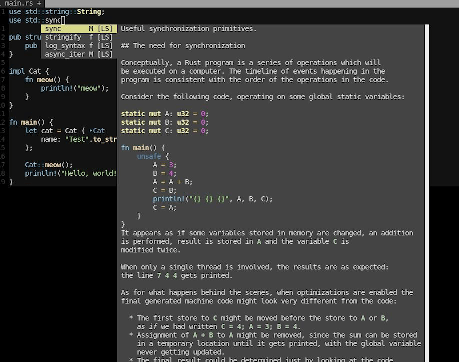 main.rs +
use std::string::String;
use std::sync
sync M [LS]
stringify f [LS]
log_syntax f [LS]
async_iter M [LS]
pub stru
pub
}
impl Cat {
fn meow() {
println!("meow");
}
}
fn main() {
let cat = Cat { •Cat
name: "Test".to_str
};
Cat::meow();
println!("Hello, world!
}
Useful synchronization primitives.
## The need for synchronization
Conceptually, a Rust program is a series of operations which will
be executed on a computer. The timeline of events happening in the
program is consistent with the order of the operations in the code.
Consider the following code, operating on some global static variables:
static mut A: u32 = 0;
static mut B: u32 = 0;
static mut C: u32 = 0;
fn main() {
unsafe {
A = 3;
B = 4;
A = A + B;
C = B;
println!("{} {} {}", A, B, C);
C = A;
}
}
It appears as if some variables stored in memory are changed, an addition
is performed, result is stored in A and the variable C is
modified twice.
When only a single thread is involved, the results are as expected:
the line 7 4 4 gets printed.
As for what happens behind the scenes, when optimizations are enabled the
final generated machine code might look very different from the code:
* The first store to C might be moved before the store to A or B,
as if we had written C = 4; A = 3; B = 4.
* Assignment of A + B to A might be removed, since the sum can be stored
in a temporary location until it gets printed, with the global variable
never getting updated.
* The final result could be determined just by looking at the code